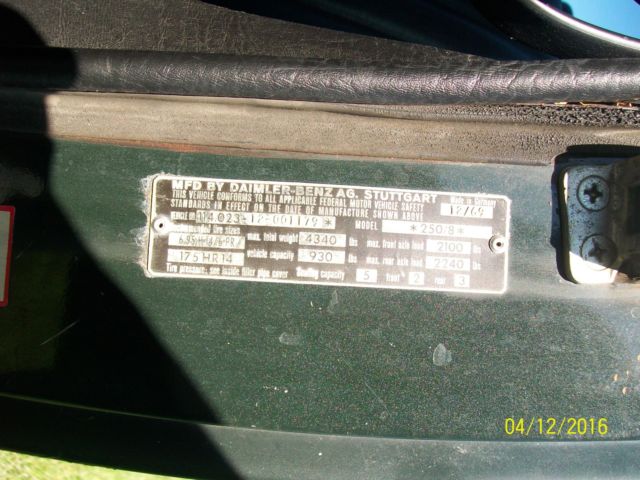 MFD BY DAIMLER-BENZ AG. STUTTGART Made in Germany
THIS VEHICLE CONFORMS TO ALL APPLICABLE FEDERAL MOTOR VEHICLE SAFETY 12/69
STANDARDS IN EFFECT ON THE DATE OF MANUFACTURE SHOWN ABOVE
114.023-12-001179* MODEL *250/8*
tire sizes
6.95 H 14/6 PR/ max. total weight 4340 lbs max. front axle load 2100 lbs
175 HR 14 vehicle capacity -930- lbs max. rear axle load 2240 lbs
Tire pressure: see inside filler pipe cover Seating capacity 5 front 2 rear 3
04/12/2016